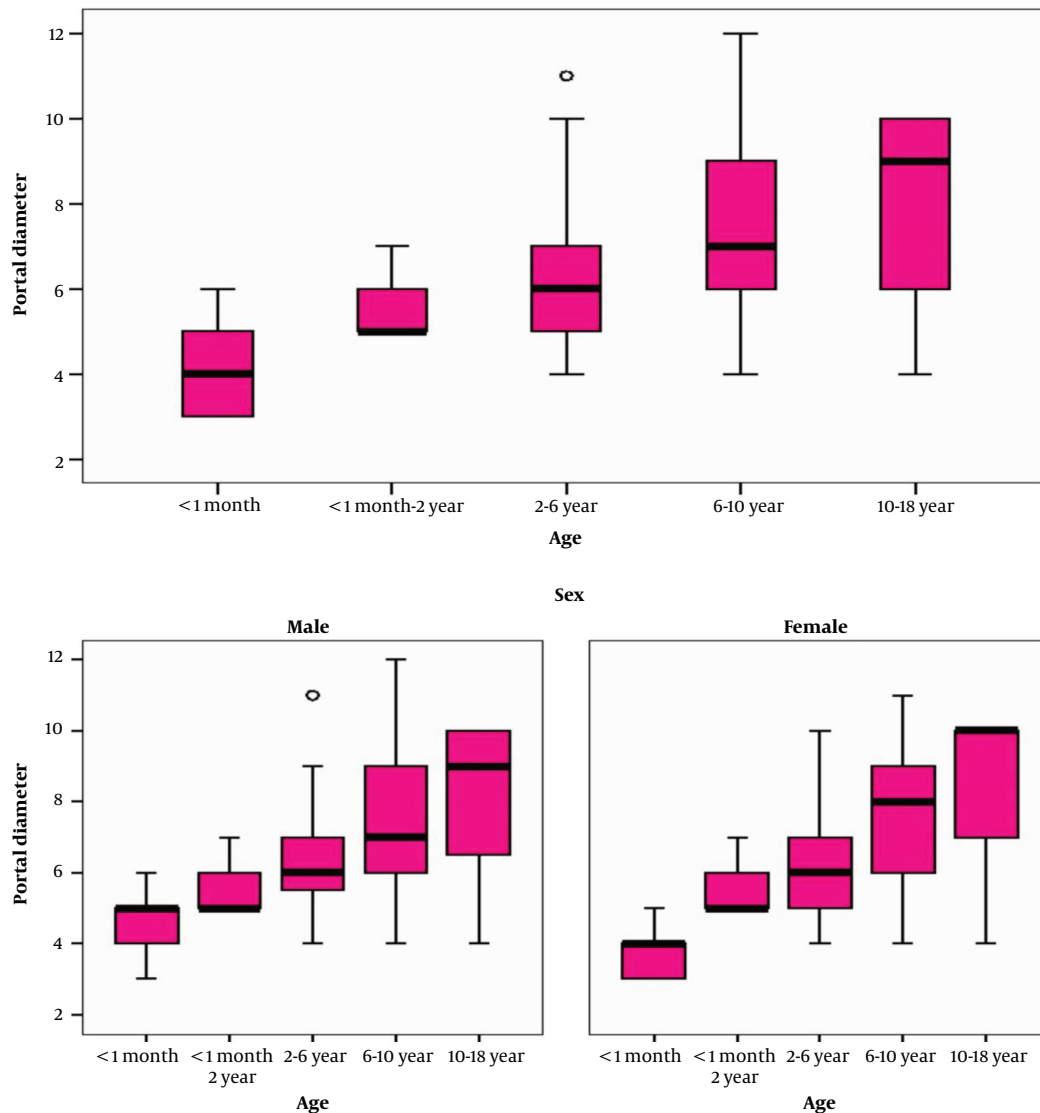 Portal diameter
12
10
8
6
4
2
<1 month
<1 month-2 year
2-6 year
6-10 year
10-18 year
Age
Sex
Male
Female
Portal diameter
12
10
8
6
4
2
<1 month
<1 month
2 year
2-6 year
6-10 year
10-18 year
<1 month
<1 month
2 year
2-6 year
6-10 year
10-18 year
Age
Age